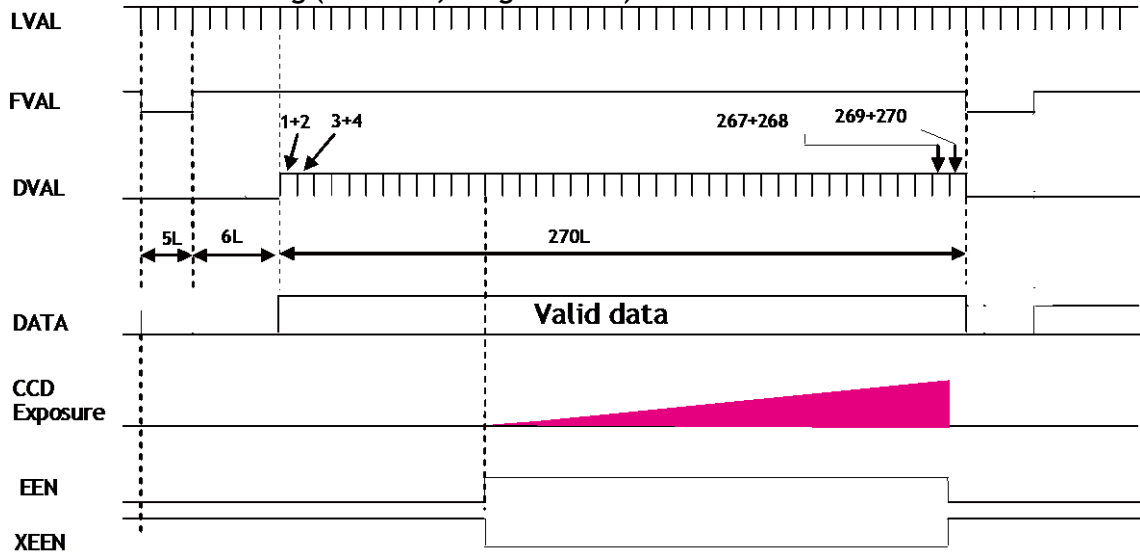 LVAL
FVAL
1+2 3+4 267+268 269+270
DVAL
5L 6L 270L
Valid data
DATA
CCD
Exposure
EEN
XEEN